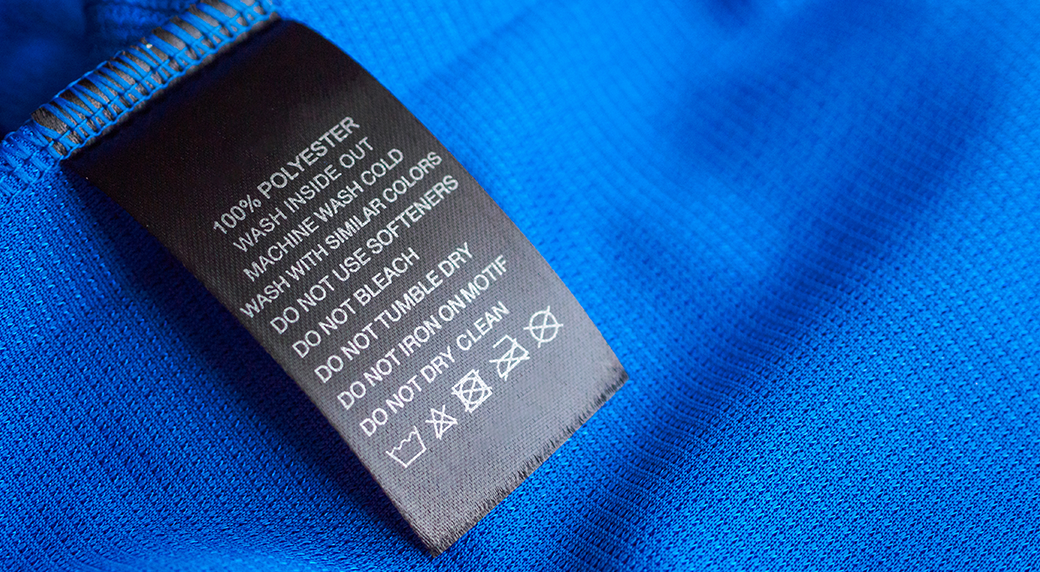 100% POLYESTER
WASH INSIDE OUT
MACHINE WASH COLD
WASH WITH SIMILAR COLORS
DO NOT USE SOFTENERS
DO NOT BLEACH
DO NOT TUMBLE DRY
DO NOT IRON ON MOTIF
DO NOT DRY CLEAN